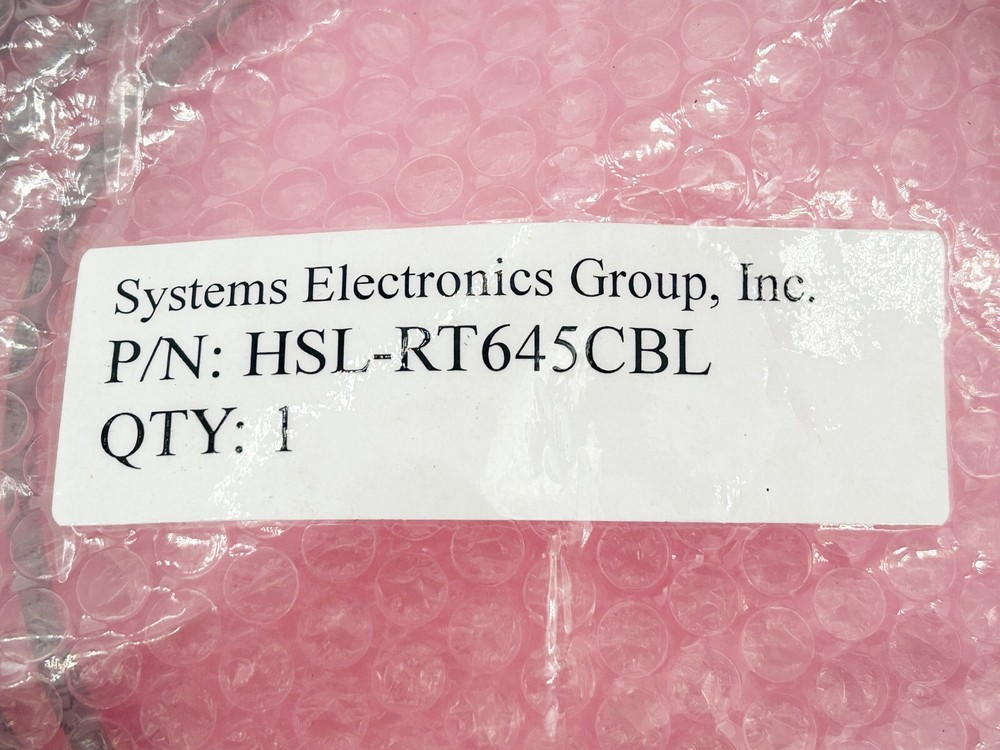 Systems Electronics Group, Inc.
P/N: HSL-RT645CBL
QTY: 1